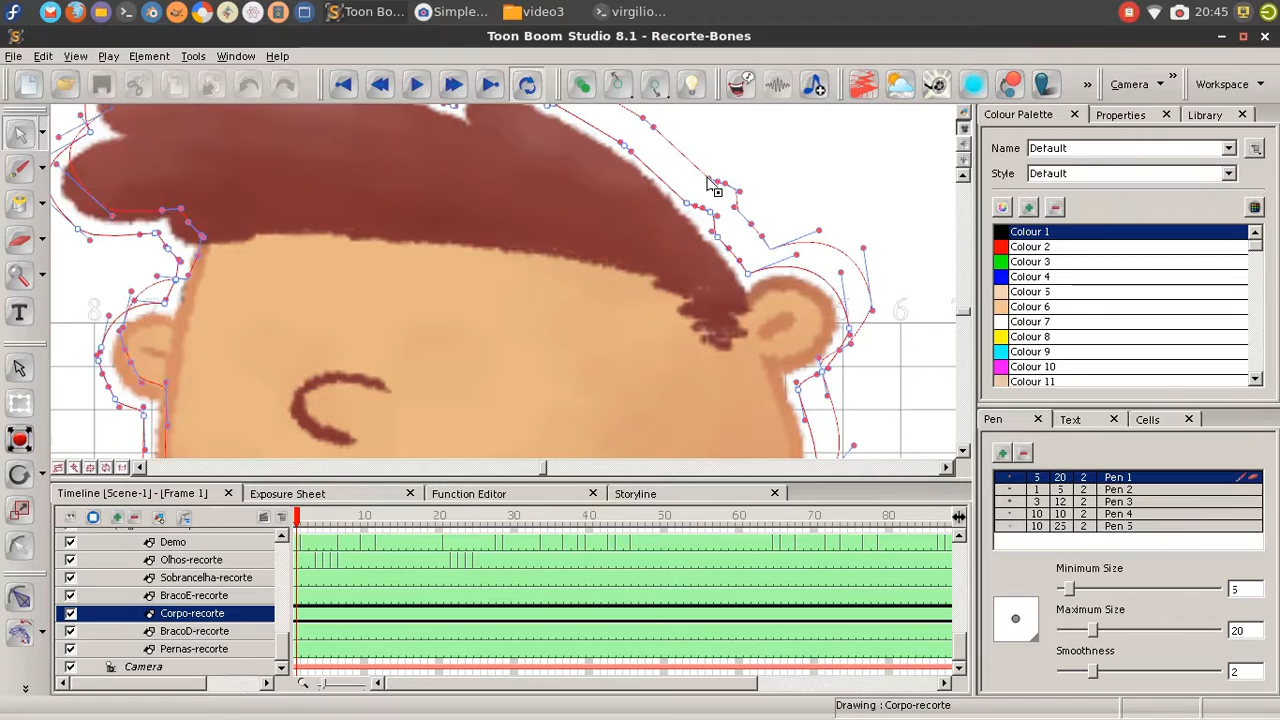 Toon Bo...
Simple...
video3
virgilio...
20:45
Toon Boom Studio 8.1 - Recorte-Bones
File Edit View Play Element Tools Window Help
Camera » Workspace
Colour Palette Properties Library
Name Default
Style Default
Colour 1
Colour 2
Colour 3
Colour 4
Colour 5
Colour 6
Colour 7
Colour 8
Colour 9
Colour 10
Colour 11
8 6
Pen Text Cells
5 20 2 Pen 1
1 5 2 Pen 2
3 12 2 Pen 3
10 10 2 Pen 4
10 25 2 Pen 5
Minimum Size
5
Maximum Size
20
Smoothness
2
Timeline [Scene-1] - [Frame 1] Exposure Sheet Function Editor Storyline
10 20 30 40 50 60 70 80
Demo
Olhos-recorte
Sobrancelha-recorte
BracoE-recorte
Corpo-recorte
BracoD-recorte
Pernas-recorte
Camera
Drawing : Corpo-recorte